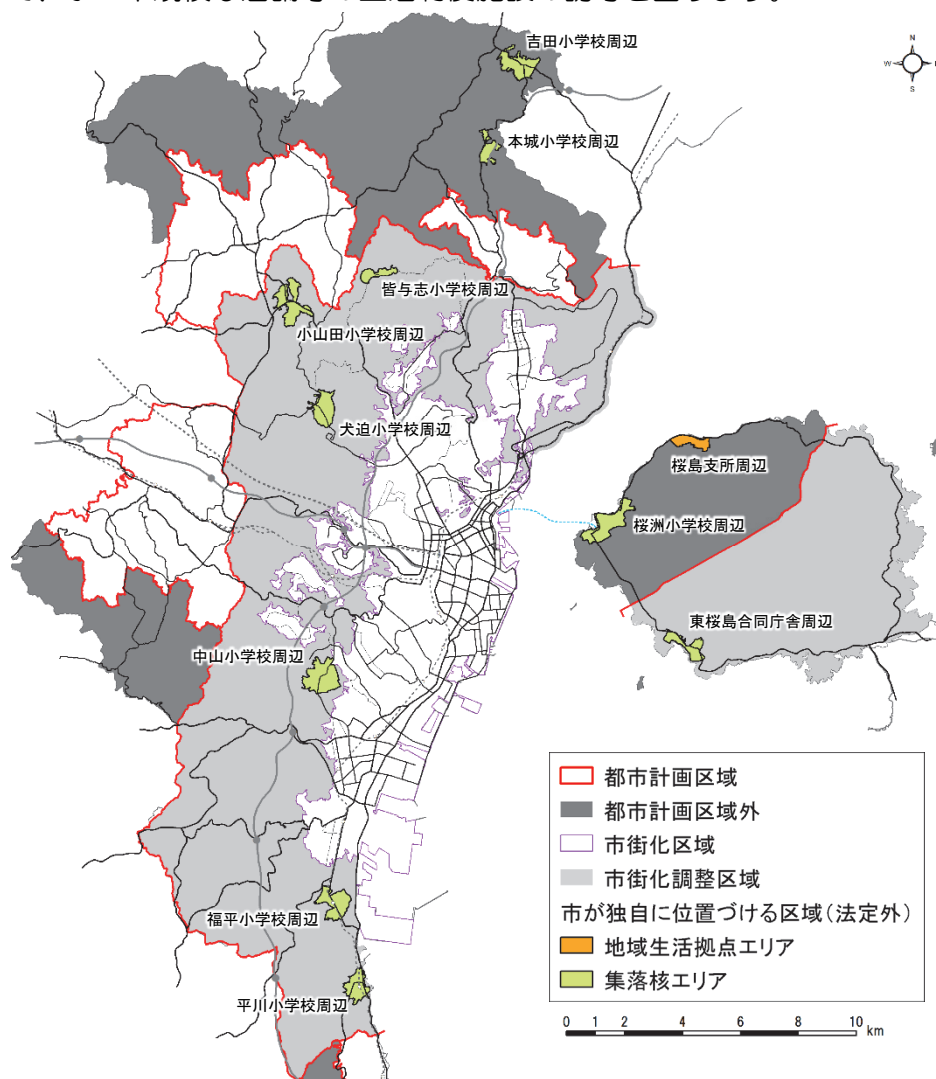 吉田小学校周辺
N
W
S
本城小学校周辺
皆与志小学校周辺
小山田小学校周辺
犬迫小学校周辺
桜島支所周辺
桜洲小学校周辺
東桜島合同庁舎周辺
中山小学校周辺
福平小学校周辺
平川小学校周辺
都市計画区域
都市計画区域外
市街化区域
市街化調整区域
市が独自に位置づける区域(法定外)
地域生活拠点エリア
集落核エリア
0 1 2 4 6 8 10
km